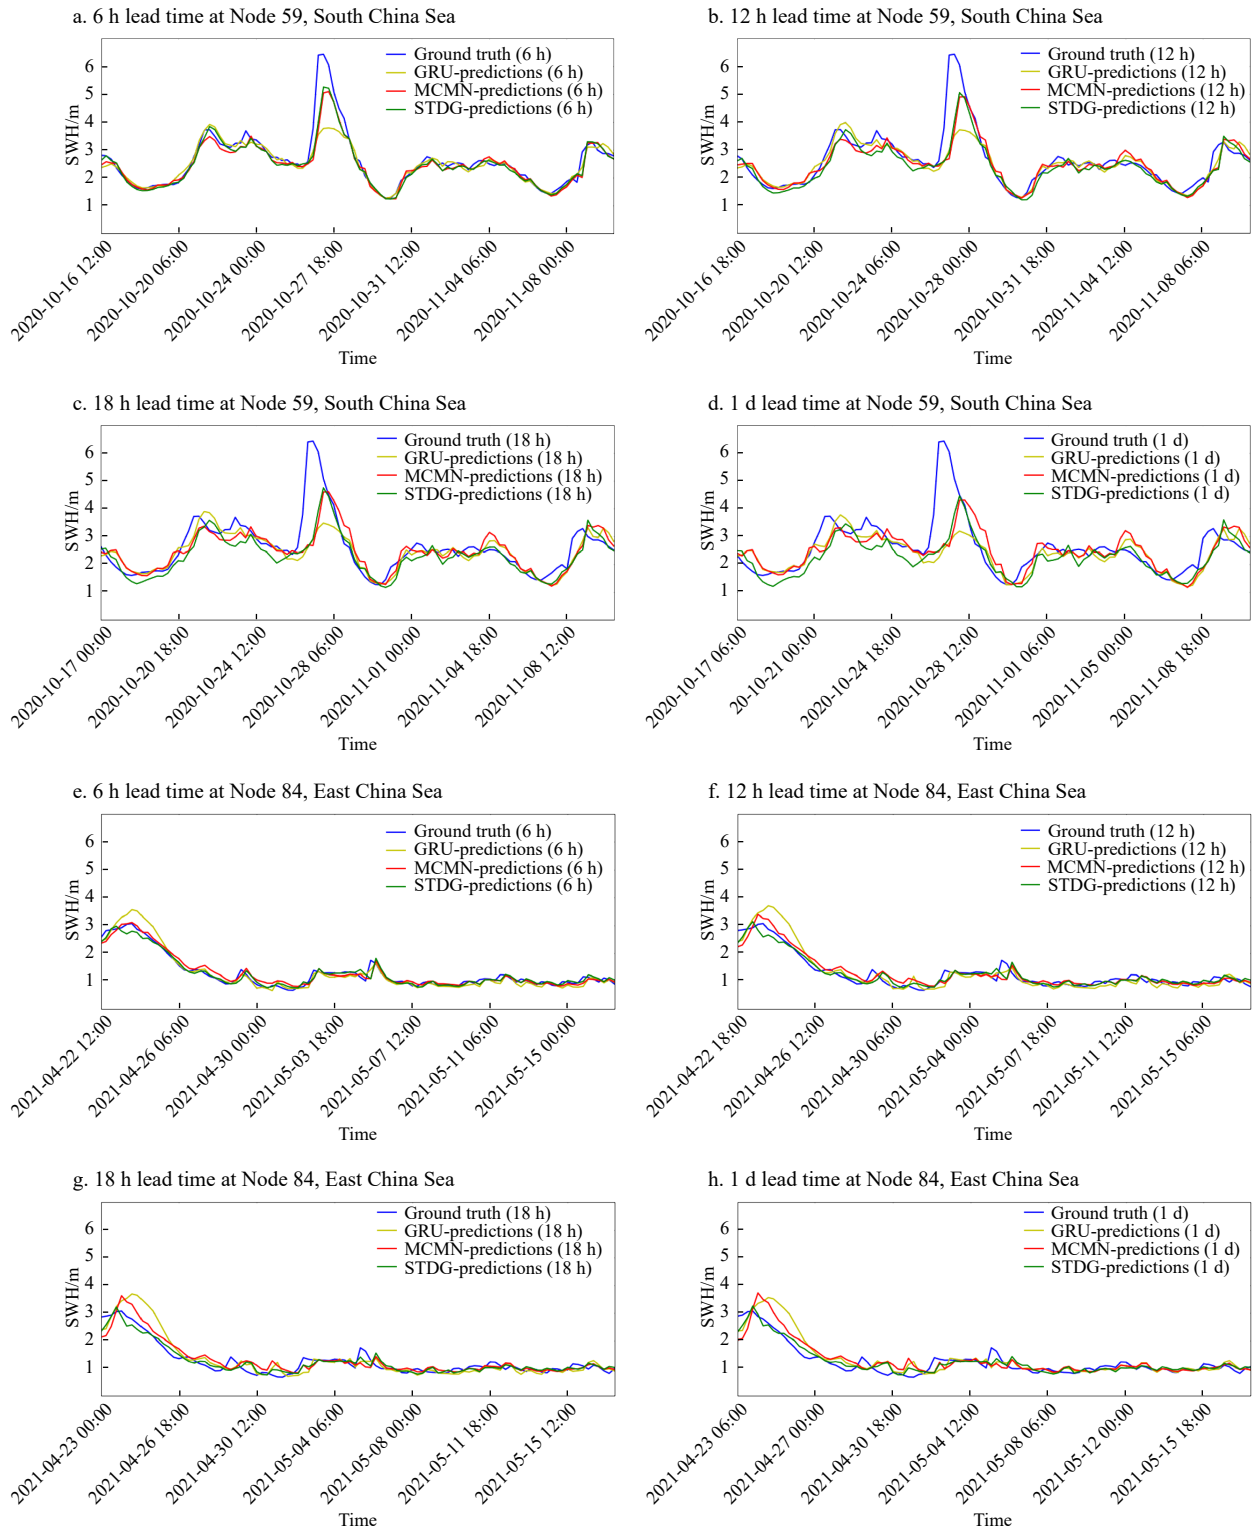 a. 6 h lead time at Node 59, South China Sea
SWH/m
6
5
4
3
2
1
Ground truth (6 h)
GRU-predictions (6 h)
MCMN-predictions (6 h)
STDG-predictions (6 h)
2020-10-16 12:00
2020-10-20 06:00
2020-10-24 00:00
2020-10-27 18:00
2020-10-31 12:00
2020-11-04 06:00
2020-11-08 00:00
Time
b. 12 h lead time at Node 59, South China Sea
SWH/m
6
5
4
3
2
1
Ground truth (12 h)
GRU-predictions (12 h)
MCMN-predictions (12 h)
STDG-predictions (12 h)
2020-10-16 18:00
2020-10-20 12:00
2020-10-24 06:00
2020-10-28 00:00
2020-10-31 18:00
2020-11-04 12:00
2020-11-08 06:00
Time
c. 18 h lead time at Node 59, South China Sea
SWH/m
6
5
4
3
2
1
Ground truth (18 h)
GRU-predictions (18 h)
MCMN-predictions (18 h)
STDG-predictions (18 h)
2020-10-17 00:00
2020-10-20 18:00
2020-10-24 12:00
2020-10-28 06:00
2020-11-01 00:00
2020-11-04 18:00
2020-11-08 12:00
Time
d. 1 d lead time at Node 59, South China Sea
SWH/m
6
5
4
3
2
1
Ground truth (1 d)
GRU-predictions (1 d)
MCMN-predictions (1 d)
STDG-predictions (1 d)
2020-10-17 06:00
20-10-21 00:00
2020-10-24 18:00
2020-10-28 12:00
2020-11-01 06:00
2020-11-05 00:00
2020-11-08 18:00
Time
e. 6 h lead time at Node 84, East China Sea
SWH/m
6
5
4
3
2
1
Ground truth (6 h)
GRU-predictions (6 h)
MCMN-predictions (6 h)
STDG-predictions (6 h)
2021-04-22 12:00
2021-04-26 06:00
2021-04-30 00:00
2021-05-03 18:00
2021-05-07 12:00
2021-05-11 06:00
2021-05-15 00:00
Time
f. 12 h lead time at Node 84, East China Sea
SWH/m
6
5
4
3
2
1
Ground truth (12 h)
GRU-predictions (12 h)
MCMN-predictions (12 h)
STDG-predictions (12 h)
2021-04-22 18:00
2021-04-26 12:00
2021-04-30 06:00
2021-05-04 00:00
2021-05-07 18:00
2021-05-11 12:00
2021-05-15 06:00
Time
g. 18 h lead time at Node 84, East China Sea
SWH/m
6
5
4
3
2
1
Ground truth (18 h)
GRU-predictions (18 h)
MCMN-predictions (18 h)
STDG-predictions (18 h)
2021-04-23 00:00
2021-04-26 18:00
2021-04-30 12:00
2021-05-04 06:00
2021-05-08 00:00
2021-05-11 18:00
2021-05-15 12:00
Time
h. 1 d lead time at Node 84, East China Sea
SWH/m
6
5
4
3
2
1
Ground truth (1 d)
GRU-predictions (1 d)
MCMN-predictions (1 d)
STDG-predictions (1 d)
2021-04-23 06:00
2021-04-27 00:00
2021-04-30 18:00
2021-05-04 12:00
2021-05-08 06:00
2021-05-12 00:00
2021-05-15 18:00
Time